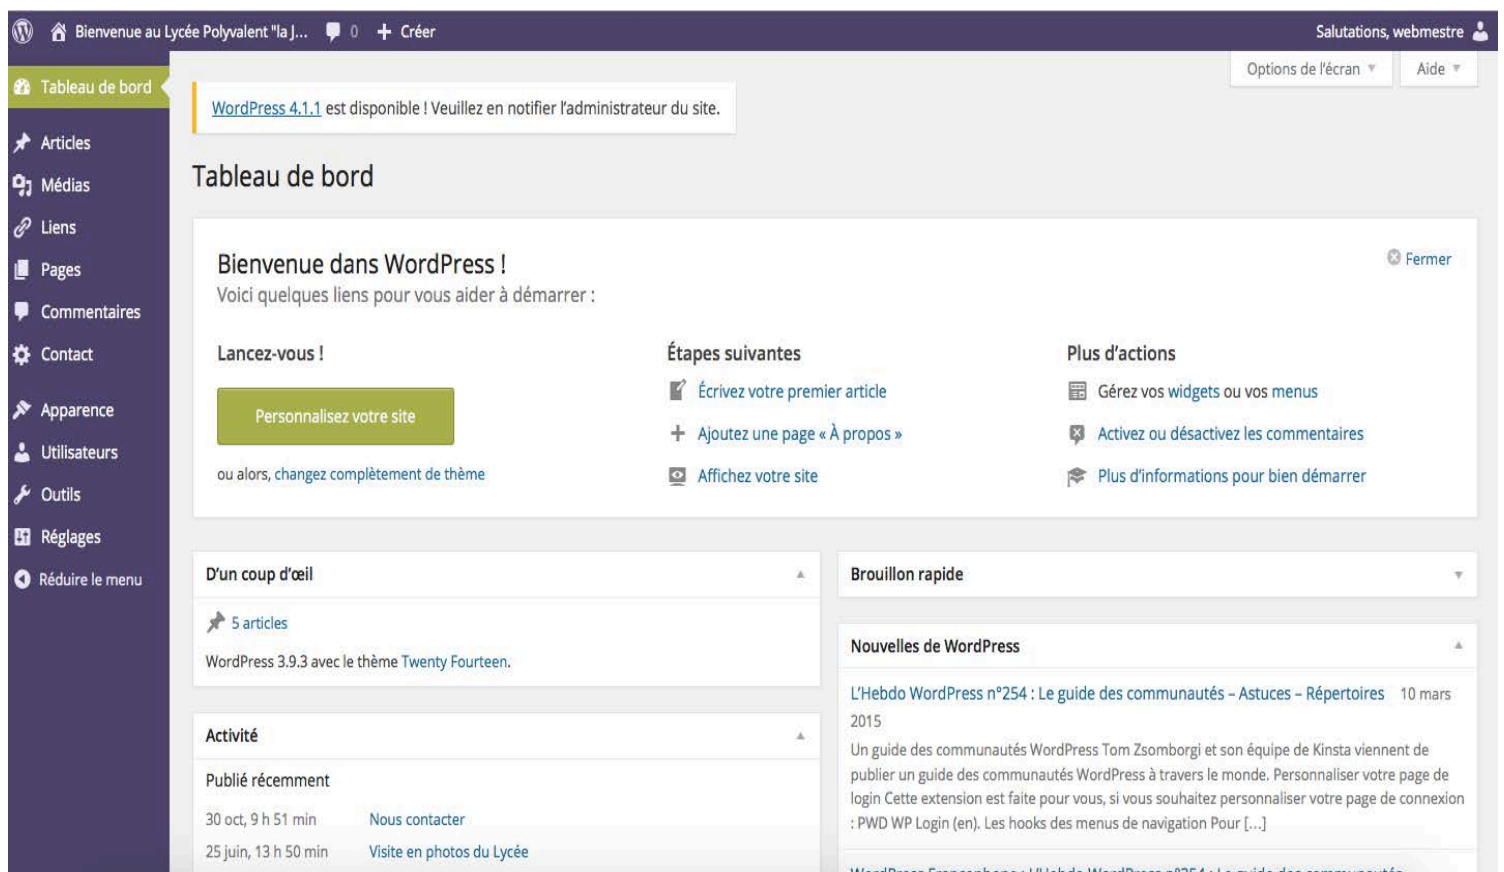 Bienvenue au Lycée Polyvalent "la J... 0 + Créer
Salutations, webmestre
Options de l'écran
Aide
Tableau de bord
Articles
Médias
Liens
Pages
Commentaires
Contact
Apparence
Utilisateurs
Outils
Réglages
Réduire le menu
WordPress 4.1.1 est disponible ! Veuillez en notifier l'administrateur du site.
Tableau de bord
Bienvenue dans WordPress !
Fermer
Voici quelques liens pour vous aider à démarrer :
Lancez-vous !
Personnalisez votre site
ou alors, changez complètement de thème
Étapes suivantes
Écrivez votre premier article
Ajoutez une page « À propos »
Affichez votre site
Plus d'actions
Gérez vos widgets ou vos menus
Activez ou désactivez les commentaires
Plus d'informations pour bien démarrer
D'un coup d'œil
5 articles
WordPress 3.9.3 avec le thème Twenty Fourteen.
Activité
Publié récemment
30 oct, 9 h 51 min Nous contacter
25 juin, 13 h 50 min Visite en photos du Lycée
Brouillon rapide
Nouvelles de WordPress
L'Hebdo WordPress n°254 : Le guide des communautés – Astuces – Répertoires 10 mars
2015
Un guide des communautés WordPress Tom Zsomborgi et son équipe de Kinsta viennent de
publier un guide des communautés WordPress à travers le monde. Personnaliser votre page de
login Cette extension est faite pour vous, si vous souhaitez personnaliser votre page de connexion
: PWD WP Login (en). Les hooks des menus de navigation Pour […]
WordPress Francophone : L'Hebdo WordPress n°254 : Le guide des communautés